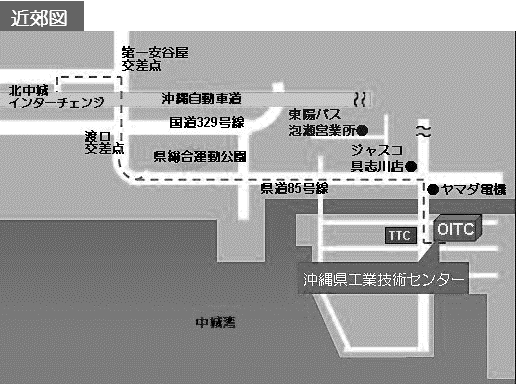 近郊図
第一安谷屋
交差点
北中城
インターチェンジ
沖縄自動車道
国道329号線
東陽バス
泡瀬営業所
渡口
交差点
県総合運動公園
ジャスコ
具志川店
県道85号線
ヤマダ電機
TTC
OITC
沖縄県工業技術センター
中城湾